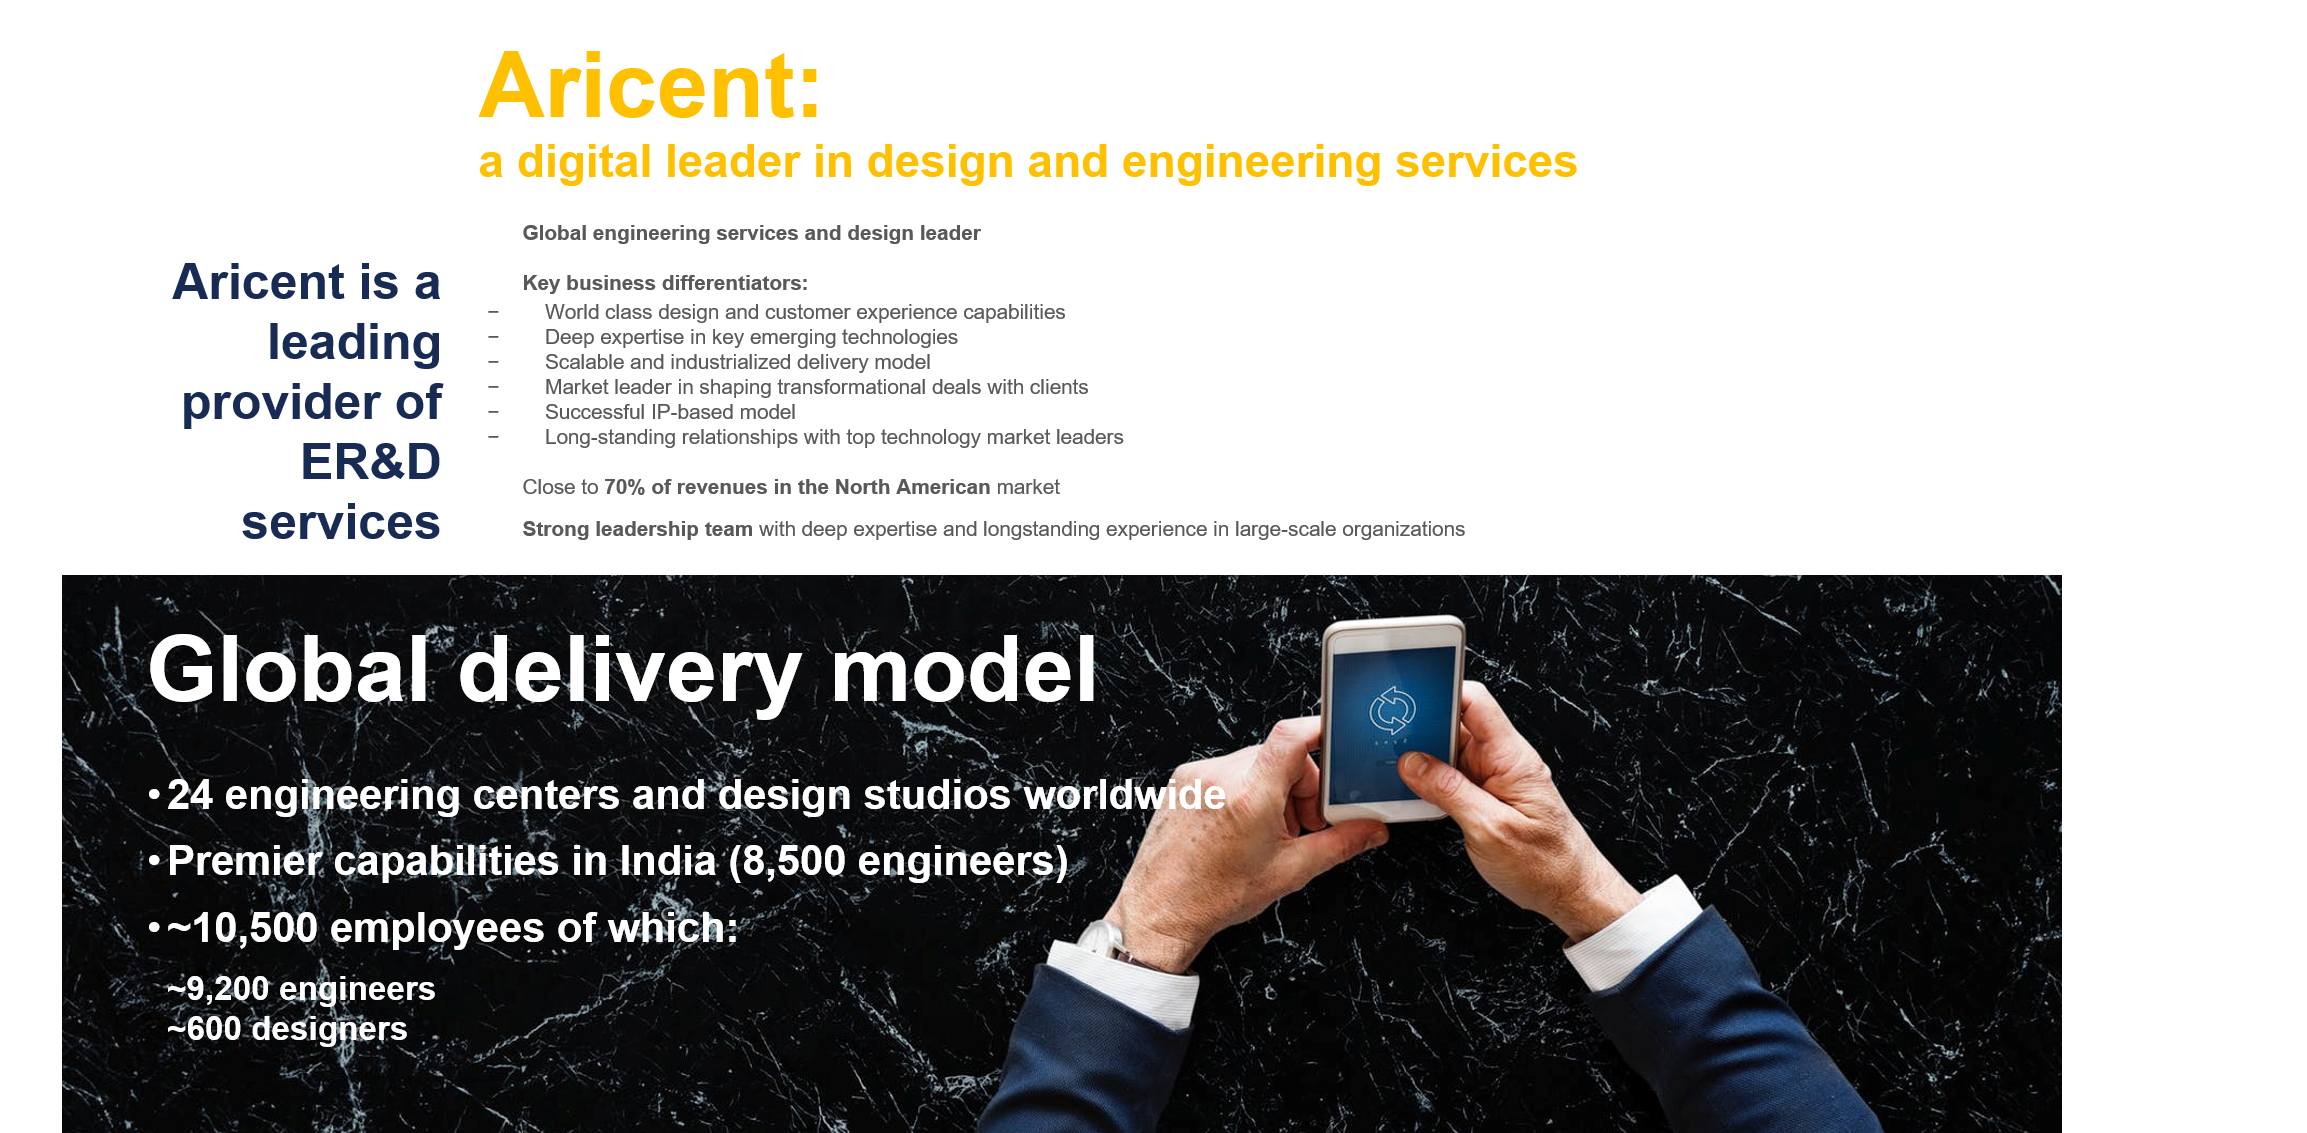 Aricent:
a digital leader in design and engineering services
Aricent is a
leading
provider of
ER&D
services
Global engineering services and design leader
Key business differentiators:
− World class design and customer experience capabilities
− Deep expertise in key emerging technologies
− Scalable and industrialized delivery model
− Market leader in shaping transformational deals with clients
− Successful IP-based model
− Long-standing relationships with top technology market leaders
Close to 70% of revenues in the North American market
Strong leadership team with deep expertise and longstanding experience in large-scale organizations
Global delivery model
• 24 engineering centers and design studios worldwide
• Premier capabilities in India (8,500 engineers)
• ~10,500 employees of which:
~9,200 engineers
~600 designers